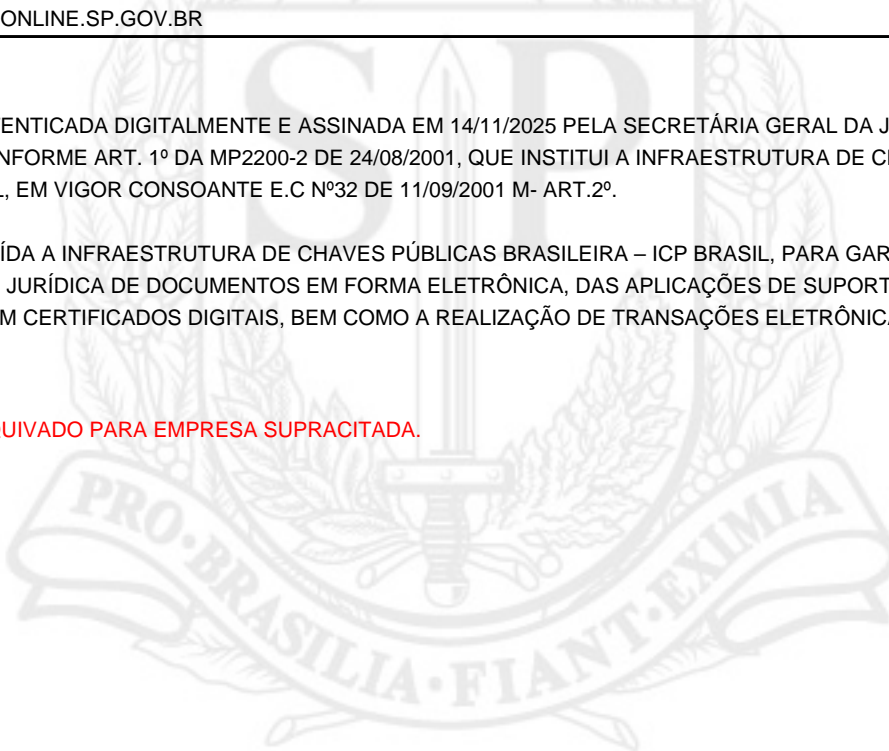 ONLINE.SP.GOV.BR
ENTICADA DIGITALMENTE E ASSINADA EM 14/11/2025 PELA SECRETÁRIA GERAL DA J
NFORME ART. 1º DA MP2200-2 DE 24/08/2001, QUE INSTITUI A INFRAESTRUTURA DE C
, EM VIGOR CONSOANTE E.C Nº32 DE 11/09/2001 M- ART.2º.
ÍDA A INFRAESTRUTURA DE CHAVES PÚBLICAS BRASILEIRA – ICP BRASIL, PARA GAR
JURÍDICA DE DOCUMENTOS EM FORMA ELETRÔNICA, DAS APLICAÇÕES DE SUPORT
M CERTIFICADOS DIGITAIS, BEM COMO A REALIZAÇÃO DE TRANSAÇÕES ELETRÔNICA
QUIVADO PARA EMPRESA SUPRACITADA.
SP
PRO·BRASILIA·FIANT·EXIMIA